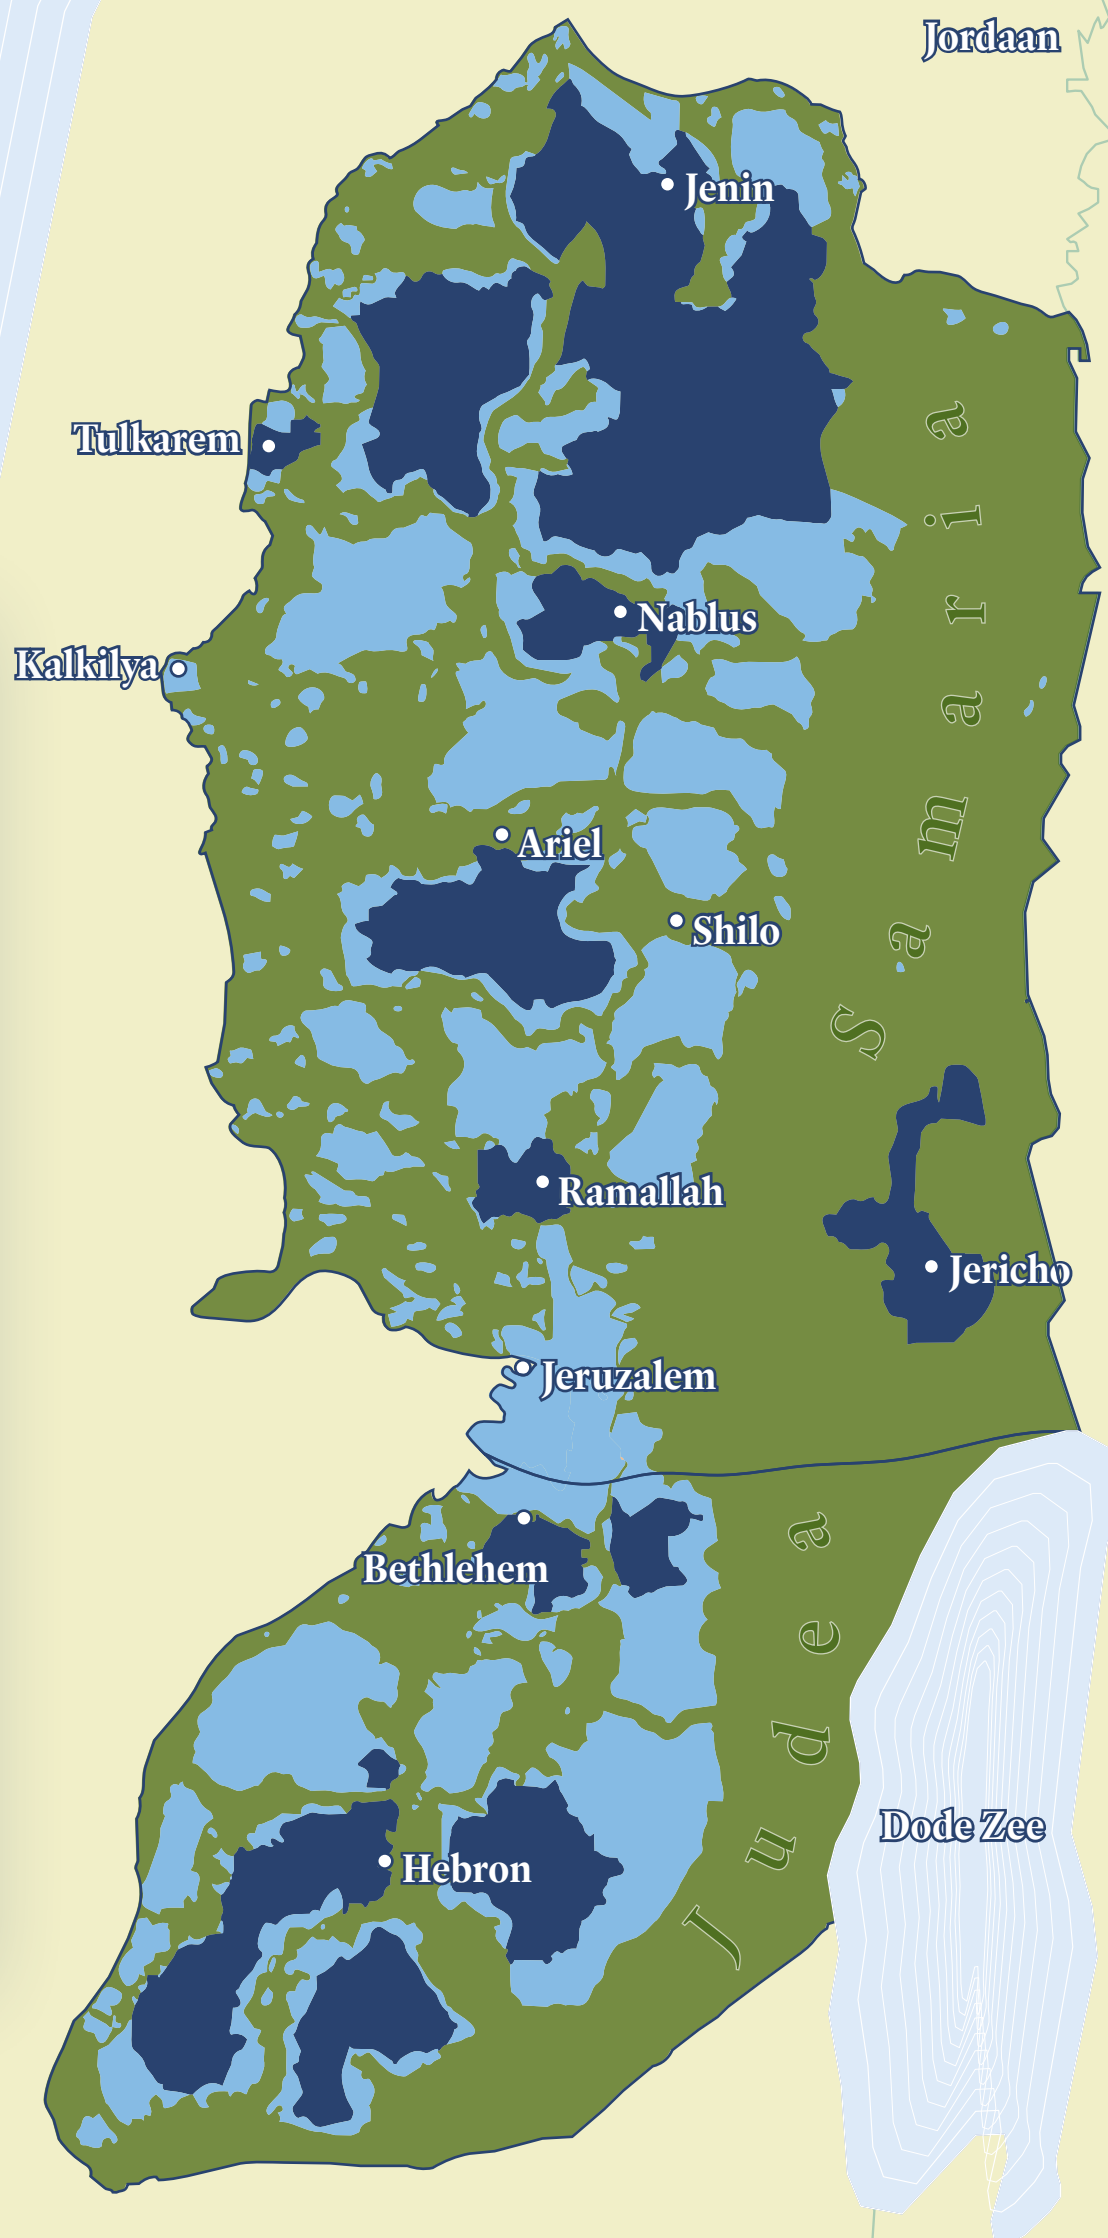 Jordaan
Jenin
Tulkarem
Nablus
Kalkilya
Ariel
Shilo
Samaria
Ramallah
Jericho
Jeruzalem
Bethlehem
Judea
Dode Zee
Hebron